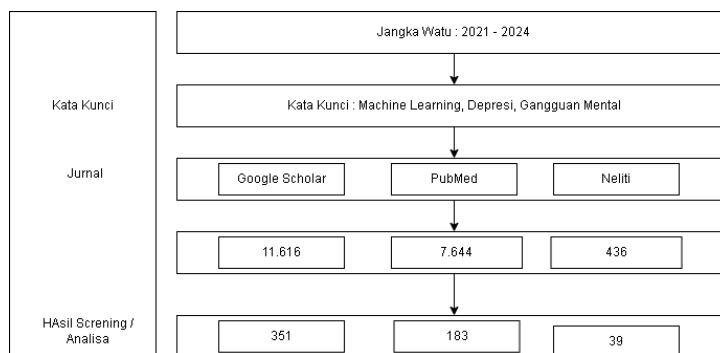 Jangka Watu : 2021 - 2024
Kata Kunci
Kata Kunci : Machine Learning, Depresi, Gangguan Mental
Jurnal
Google Scholar
PubMed
Neliti
11.616
7.644
436
HAsil Screning /
Analisa
351
183
39